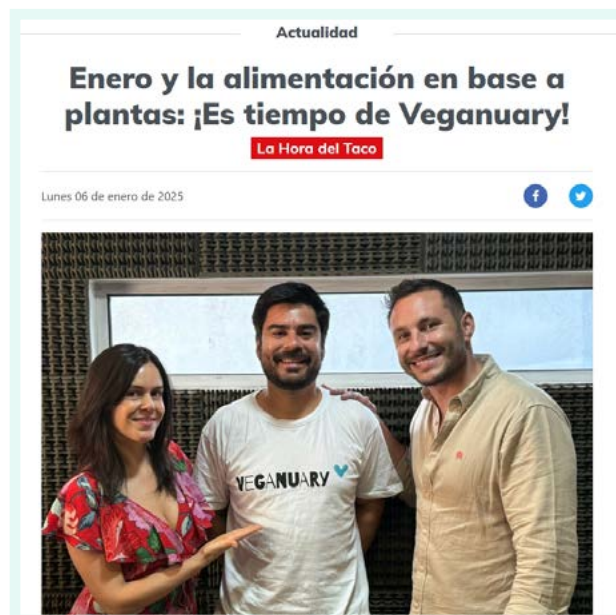 Actualidad
Enero y la alimentación en base a
plantas: ¡Es tiempo de Veganuary!
La Hora del Taco
Lunes 06 de enero de 2025
VEGANUARY